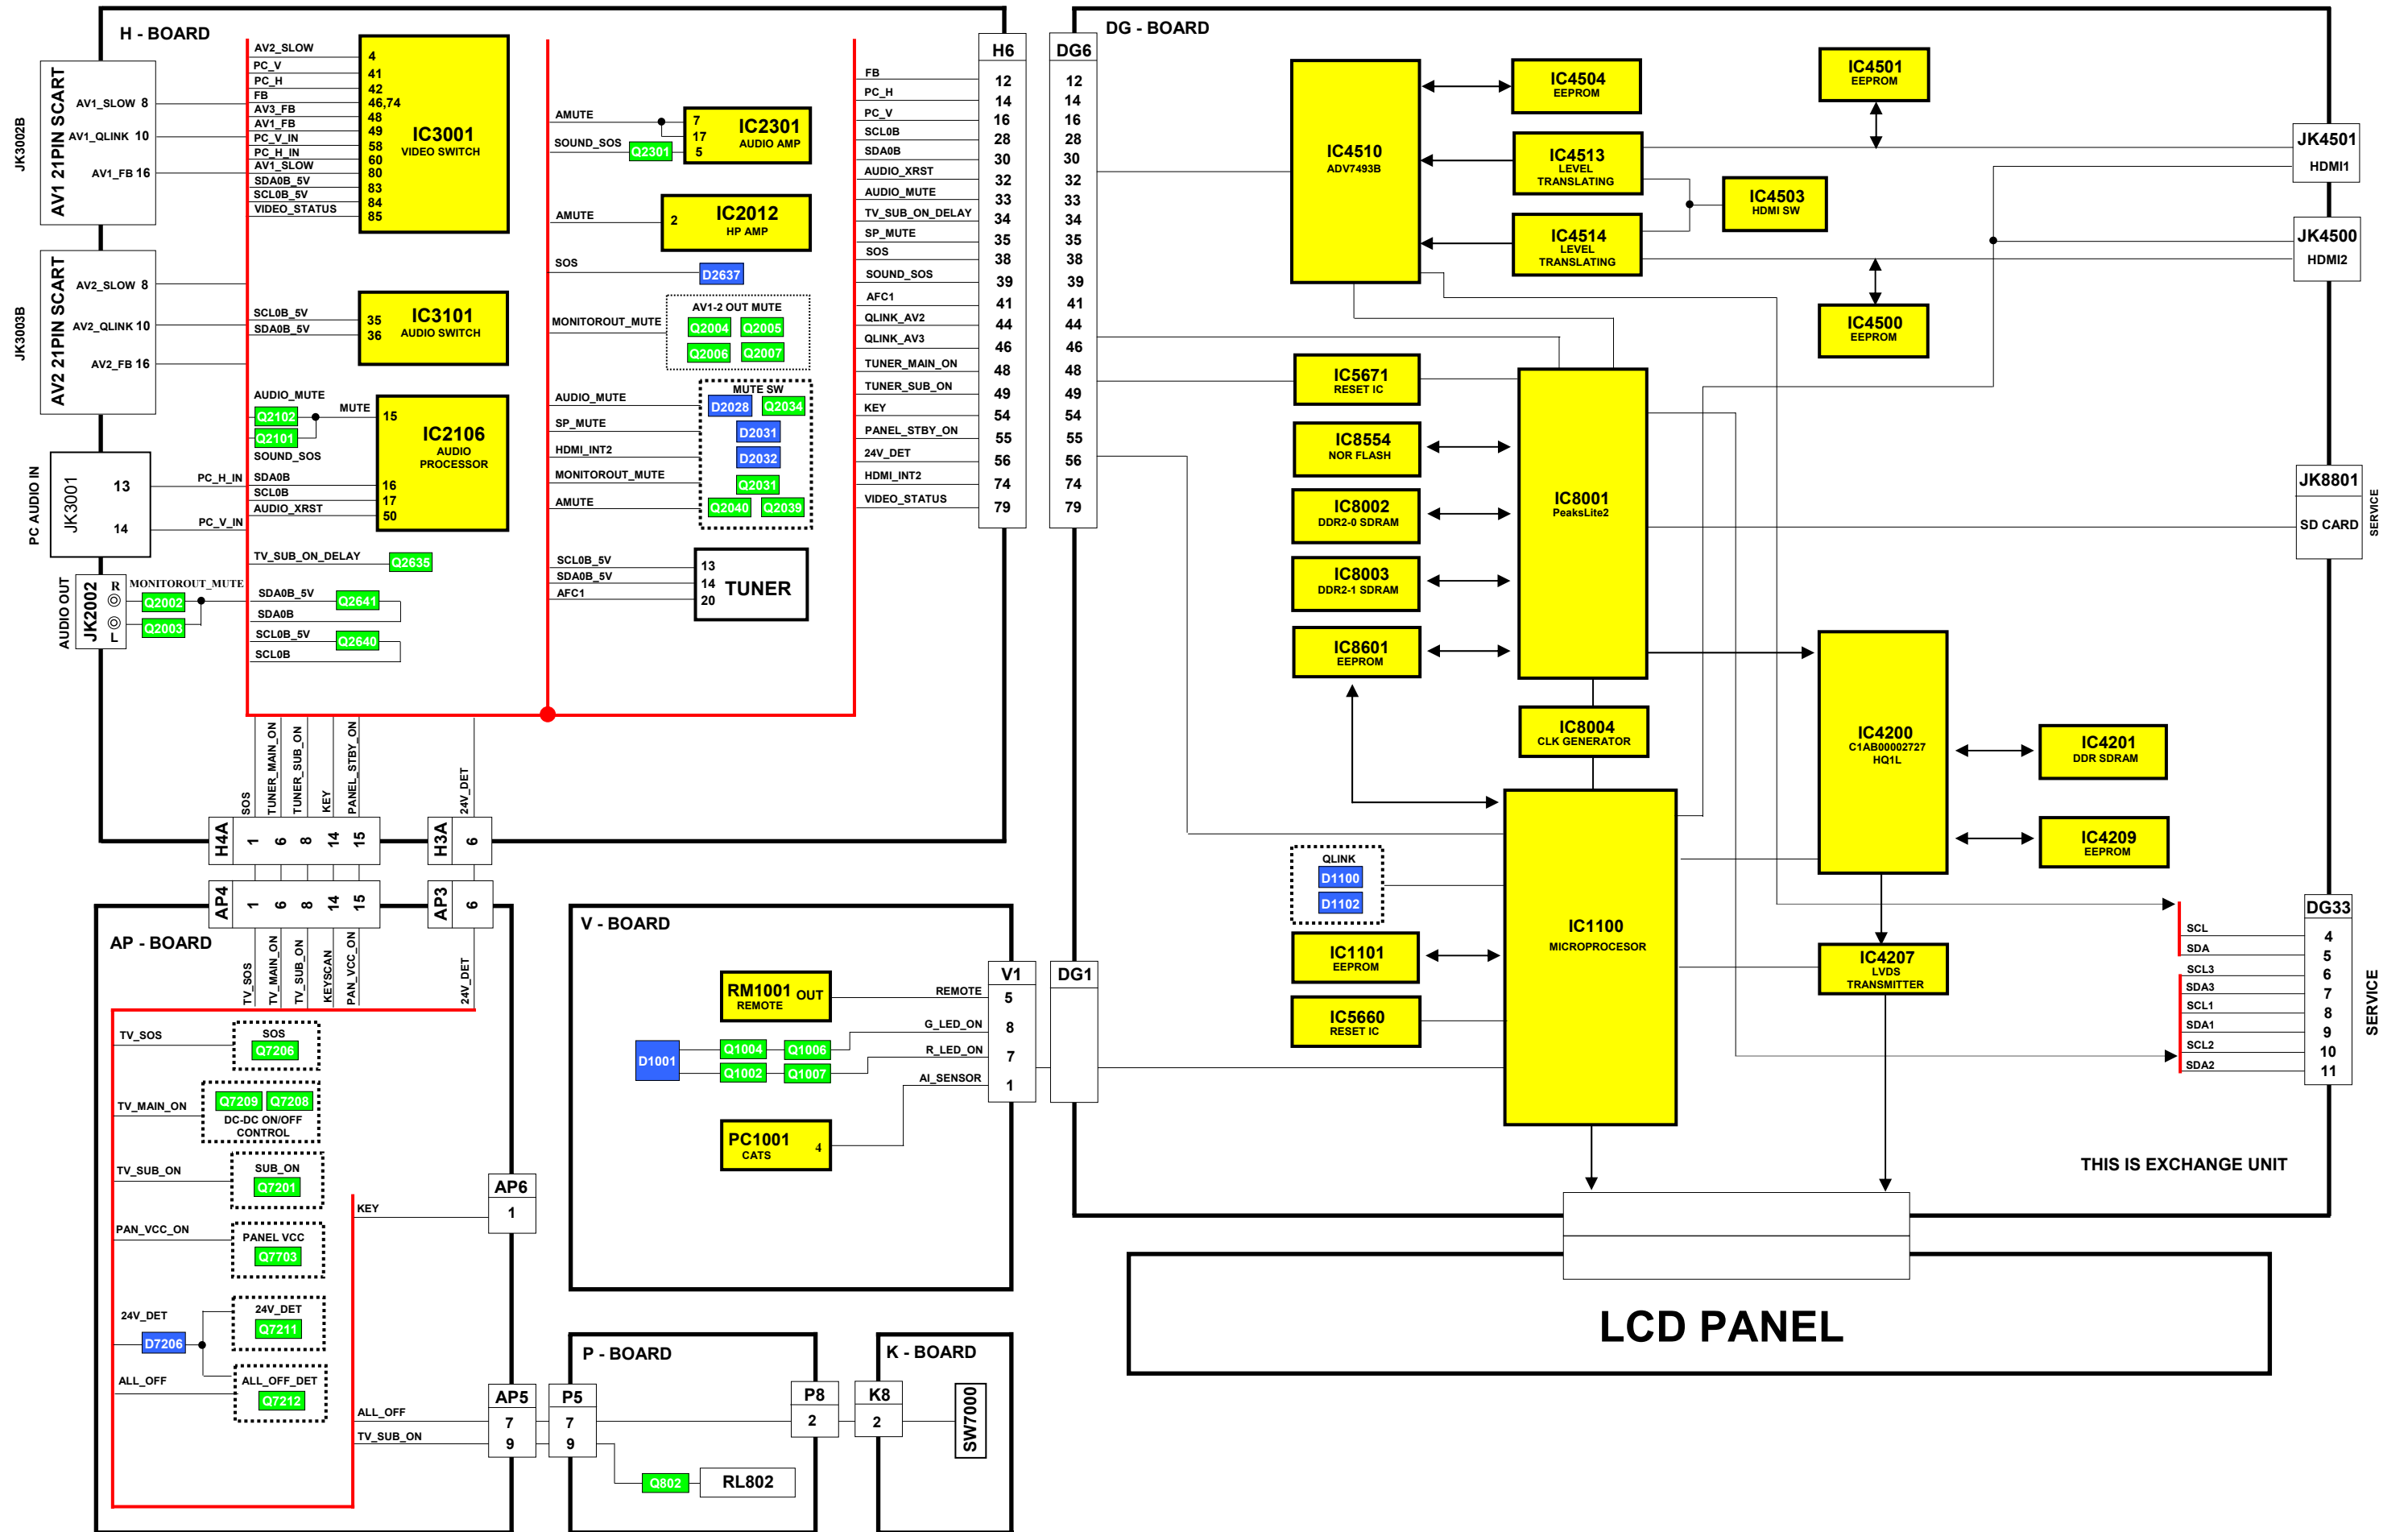 H - BOARD
JK3002B
AV1 21PIN SCART
AV1_SLOW 8
AV1_QLINK 10
AV1_FB 16
JK3003B
AV2 21PIN SCART
AV2_SLOW 8
AV2_QLINK 10
AV2_FB 16
PC AUDIO IN
JK3001
13
14
PC_H_IN
PC_V_IN
AUDIO OUT
JK2002
R
L
MONITOROUT_MUTE
Q2002
Q2003
AV2_SLOW 4
PC_V 41
PC_H 42
FB 46,74
AV3_FB 48
AV1_FB 49
PC_V_IN 58
PC_H_IN 60
AV1_SLOW 80
SDA0B_5V 83
SCL0B_5V 84
VIDEO_STATUS 85
IC3001
VIDEO SWITCH
SCL0B_5V 35
SDA0B_5V 36
IC3101
AUDIO SWITCH
AUDIO_MUTE
Q2102
MUTE 15
Q2101
SOUND_SOS
SDA0B 16
SCL0B 17
AUDIO_XRST 50
IC2106
AUDIO
PROCESSOR
TV_SUB_ON_DELAY
Q2635
SDA0B_5V
Q2641
SDA0B
SCL0B_5V
Q2640
SCL0B
AMUTE
7
17
SOUND_SOS
Q2301
5
IC2301
AUDIO AMP
AMUTE
2
IC2012
HP AMP
SOS
D2637
MONITOROUT_MUTE
AV1-2 OUT MUTE
Q2004 Q2005
Q2006 Q2007
MUTE SW
AUDIO_MUTE
D2028 Q2034
SP_MUTE
D2031
HDMI_INT2
D2032
MONITOROUT_MUTE
Q2031
AMUTE
Q2040 Q2039
SCL0B_5V 13
SDA0B_5V 14
AFC1 20
TUNER
H6
FB 12
PC_H 14
PC_V 16
SCL0B 28
SDA0B 30
AUDIO_XRST 32
AUDIO_MUTE 33
TV_SUB_ON_DELAY 34
SP_MUTE 35
SOS 38
SOUND_SOS 39
AFC1 41
QLINK_AV2 44
QLINK_AV3 46
TUNER_MAIN_ON 48
TUNER_SUB_ON 49
KEY 54
PANEL_STBY_ON 55
24V_DET 56
HDMI_INT2 74
VIDEO_STATUS 79
SOS
TUNER_MAIN_ON
TUNER_SUB_ON
KEY
PANEL_STBY_ON
24V_DET
H4A 1 6 8 14 15
H3A 6
AP4 1 6 8 14 15
AP3 6
AP - BOARD
TV_SOS
TV_MAIN_ON
TV_SUB_ON
KEYSCAN
PAN_VCC_ON
24V_DET
TV_SOS
SOS
Q7206
TV_MAIN_ON
Q7209 Q7208
DC-DC ON/OFF
CONTROL
TV_SUB_ON
SUB_ON
Q7201
PAN_VCC_ON
PANEL VCC
Q7703
24V_DET
D7206
24V_DET
Q7211
ALL_OFF
ALL_OFF_DET
Q7212
KEY
AP6
1
ALL_OFF
TV_SUB_ON
AP5
7
9
V - BOARD
RM1001 OUT
REMOTE
REMOTE
G_LED_ON
R_LED_ON
AI_SENSOR
D1001
Q1004 Q1006
Q1002 Q1007
PC1001 4
CATS
V1
5
8
7
1
P - BOARD
P5
7
9
Q802
RL802
P8
2
K - BOARD
K8
2
SW7000
DG - BOARD
DG6
12
14
16
28
30
32
33
34
35
38
39
41
44
46
48
49
54
55
56
74
79
DG1
IC4510
ADV7493B
IC4504
EEPROM
IC4501
EEPROM
IC4513
LEVEL
TRANSLATING
IC4503
HDMI SW
IC4514
LEVEL
TRANSLATING
IC4500
EEPROM
JK4501
HDMI1
JK4500
HDMI2
IC5671
RESET IC
IC8554
NOR FLASH
IC8002
DDR2-0 SDRAM
IC8003
DDR2-1 SDRAM
IC8601
EEPROM
IC8001
PeaksLite2
IC8004
CLK GENERATOR
JK8801
SD CARD
SERVICE
IC4200
C1AB00002727
HQ1L
IC4201
DDR SDRAM
IC4209
EEPROM
QLINK
D1100
D1102
IC1101
EEPROM
IC5660
RESET IC
IC1100
MICROPROCESOR
IC4207
LVDS
TRANSMITTER
DG33
SCL 4
SDA 5
SCL3 6
SDA3 7
SCL1 8
SDA1 9
SCL2 10
SDA2 11
SERVICE
THIS IS EXCHANGE UNIT
LCD PANEL